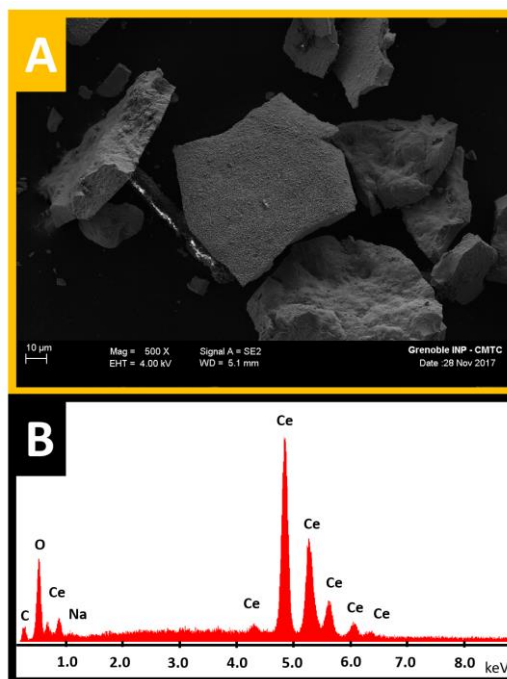 A
10 µm
Mag = 500 X
Signal A = SE2
Grenoble INP - CMTC
EHT = 4.00 kV
WD = 5.1 mm
Date :28 Nov 2017
B
Ce
O
Ce
C
Na
Ce
Ce
Ce
Ce
Ce
1.0 2.0 3.0 4.0 5.0 6.0 7.0 8.0
keV